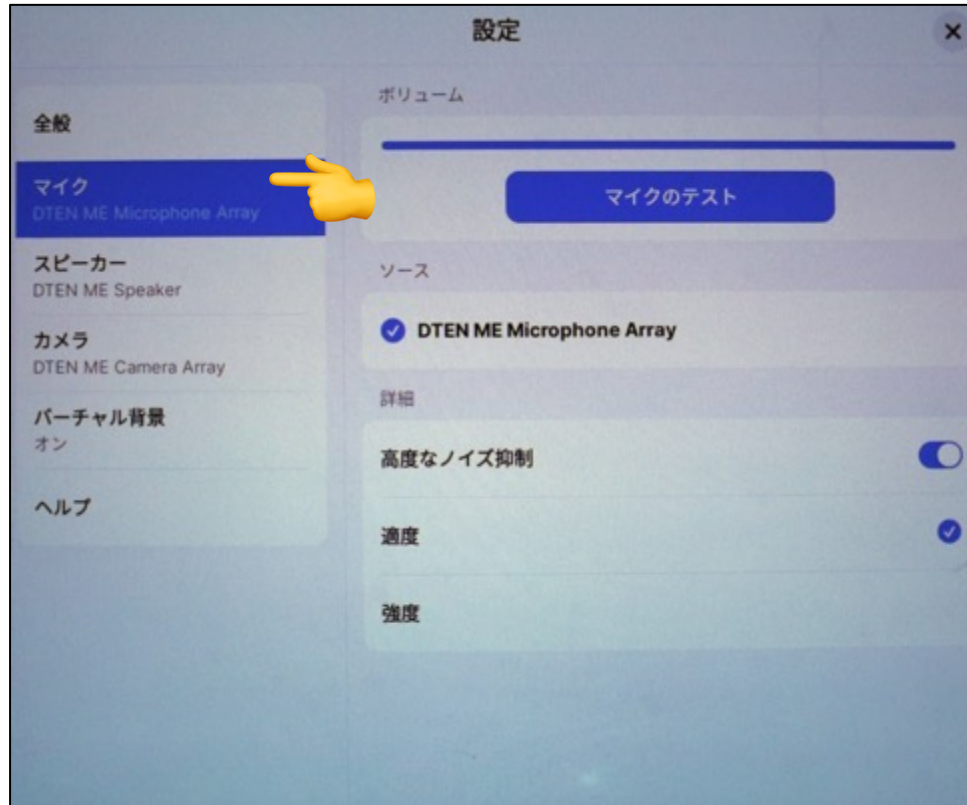 設定
全般
マイク
DTEN ME Microphone Array
スピーカー
DTEN ME Speaker
カメラ
DTEN ME Camera Array
バーチャル背景
オン
ヘルプ
ボリューム
マイクのテスト
ソース
DTEN ME Microphone Array
詳細
高度なノイズ抑制
適度
強度